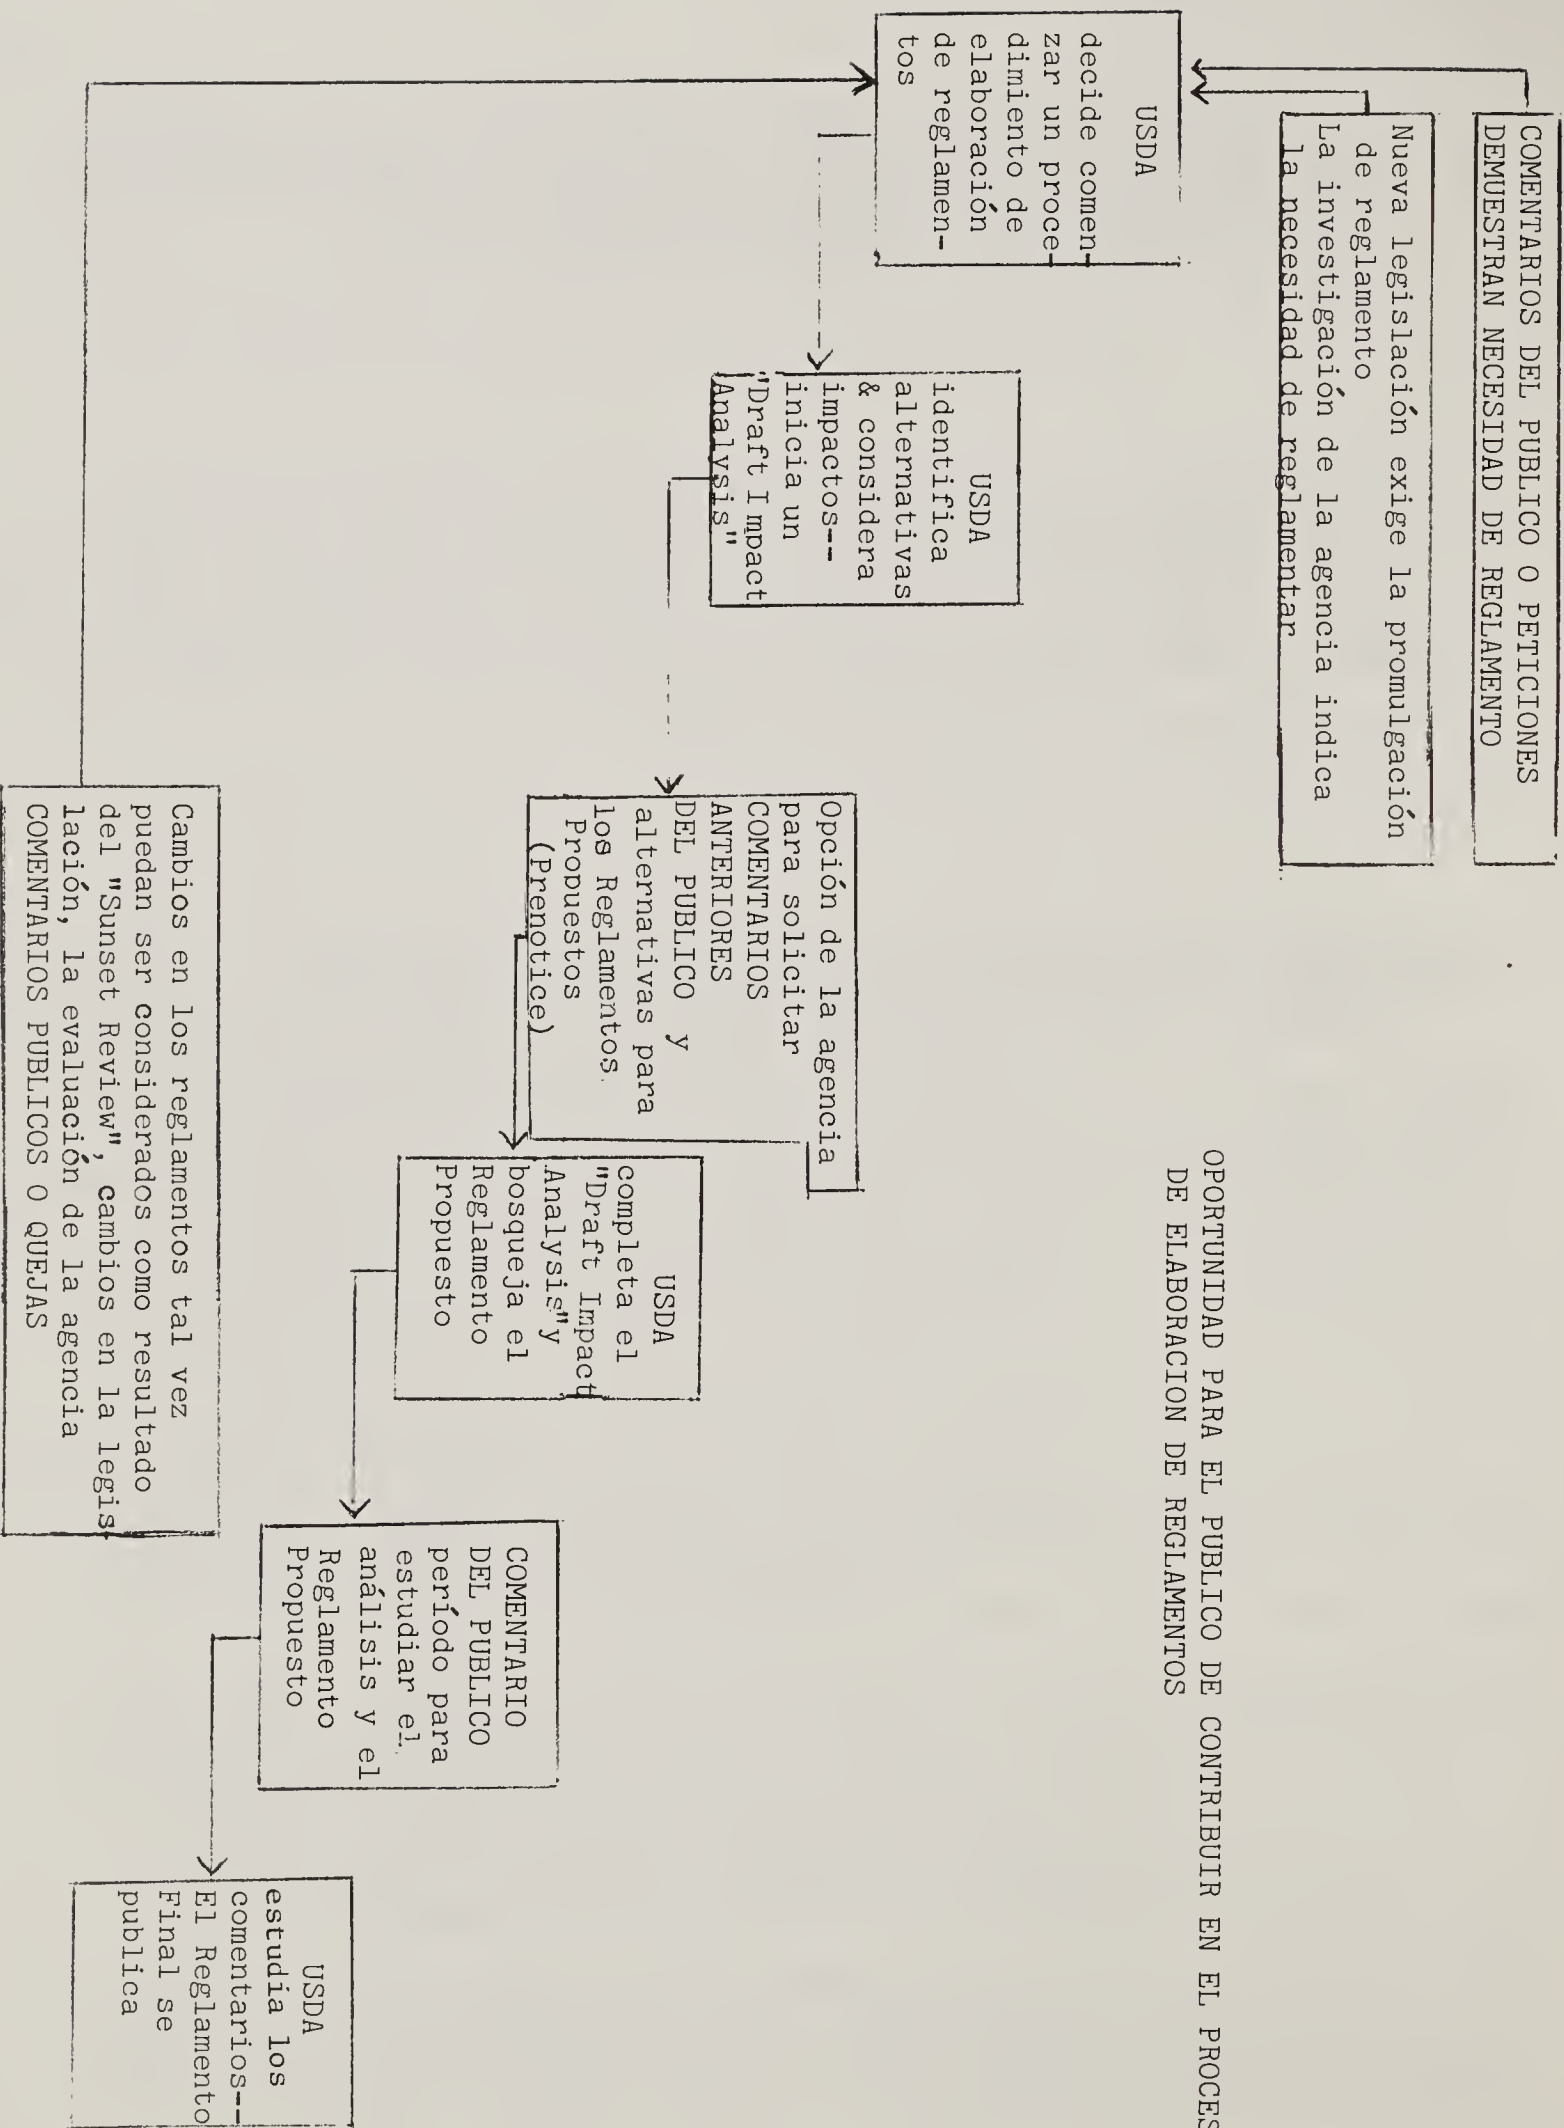 COMENTARIOS DEL PUBLICO O PETICIONES
DEMUESTRAN NECESIDAD DE REGLAMENTO
Nueva legislación exige la promulgación
de reglamento
La investigación de la agencia indica
la necesidad de reglamentar
OPORTUNIDAD PARA EL PUBLICO DE CONTRIBUIR EN EL PROCES
DE ELABORACION DE REGLAMENTOS
USDA
decide comen
zar un proce
dimiento de
elaboración
de reglamen-
tos
USDA
identifica
alternativas
& considera
impactos--
inicia un
"Draft Impact
Analysis"
Opción de la agencia
para solicitar
COMENTARIOS
ANTERIORES
DEL PUBLICO y
alternativas para
los Reglamentos
Propuestos
(Prenotice)
USDA
completa el
"Draft Impact
Analysis" y
bosqueja el
Reglamento
Propuesto
COMENTARIO
DEL PUBLICO
período para
estudiar el
análisis y el
Reglamento
Propuesto
USDA
estudia los
comentarios--
El Reglamento
Final se
publica
Cambios en los reglamentos tal vez
puedan ser considerados como resultado
del "Sunset Review", cambios en la legis
lación, la evaluación de la agencia
COMENTARIOS PUBLICOS O QUEJAS